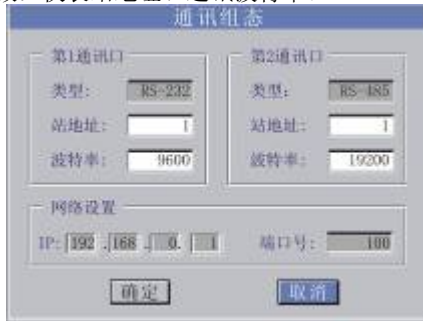 通讯组态
第1通讯口 第2通讯口
类型: RS-232 类型: RS-485
站地址: 1 站地址: 1
波特率: 9600 波特率: 19200
网络设置
IP: 192 .168 . 0. 1 端口号: 100
确定 取消